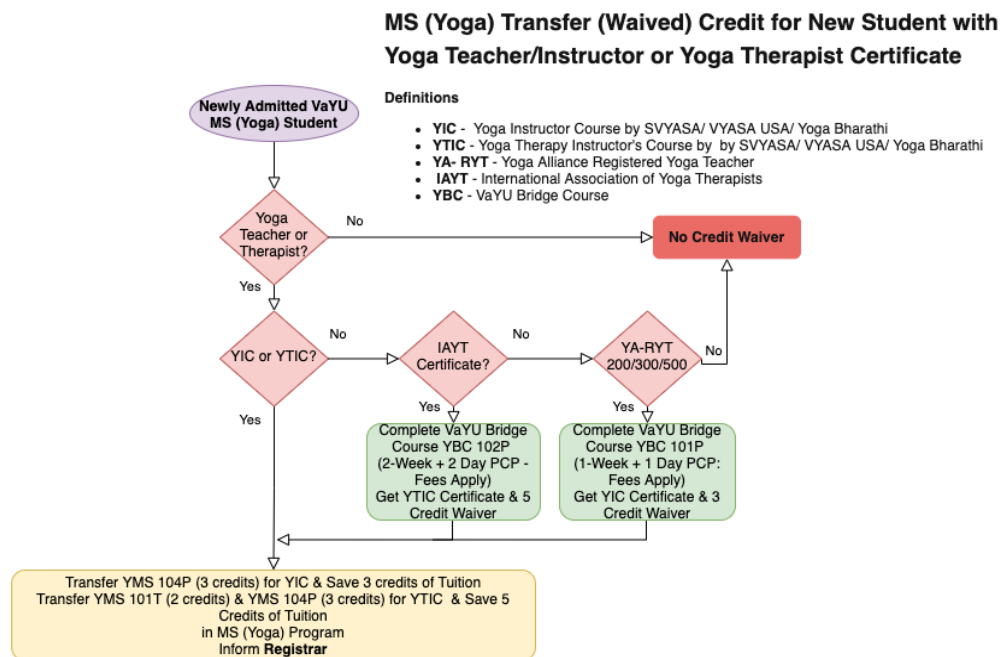 MS (Yoga) Transfer (Waived) Credit for New Student with
Yoga Teacher/Instructor or Yoga Therapist Certificate
Definitions
• YIC - Yoga Instructor Course by SVYASA/ VYASA USA/ Yoga Bharathi
• YTIC - Yoga Therapy Instructor's Course by by SVYASA/ VYASA USA/ Yoga Bharathi
• YA- RYT - Yoga Alliance Registered Yoga Teacher
• IAYT - International Association of Yoga Therapists
• YBC - VaYU Bridge Course
Newly Admitted VaYU
MS (Yoga) Student
Yoga
Teacher or
Therapist?
No
No Credit Waiver
Yes
YIC or YTIC?
No
IAYT
Certificate?
No
YA-RYT
200/300/500
No
Yes
Yes
Yes
Complete VaYU Bridge
Course YBC 102P
(2-Week + 2 Day PCP -
Fees Apply)
Get YTIC Certificate & 5
Credit Waiver
Complete VaYU Bridge
Course YBC 101P
(1-Week + 1 Day PCP:
Fees Apply)
Get YIC Certificate & 3
Credit Waiver
Transfer YMS 104P (3 credits) for YIC & Save 3 credits of Tuition
Transfer YMS 101T (2 credits) & YMS 104P (3 credits) for YTIC & Save 5
Credits of Tuition
in MS (Yoga) Program
Inform Registrar